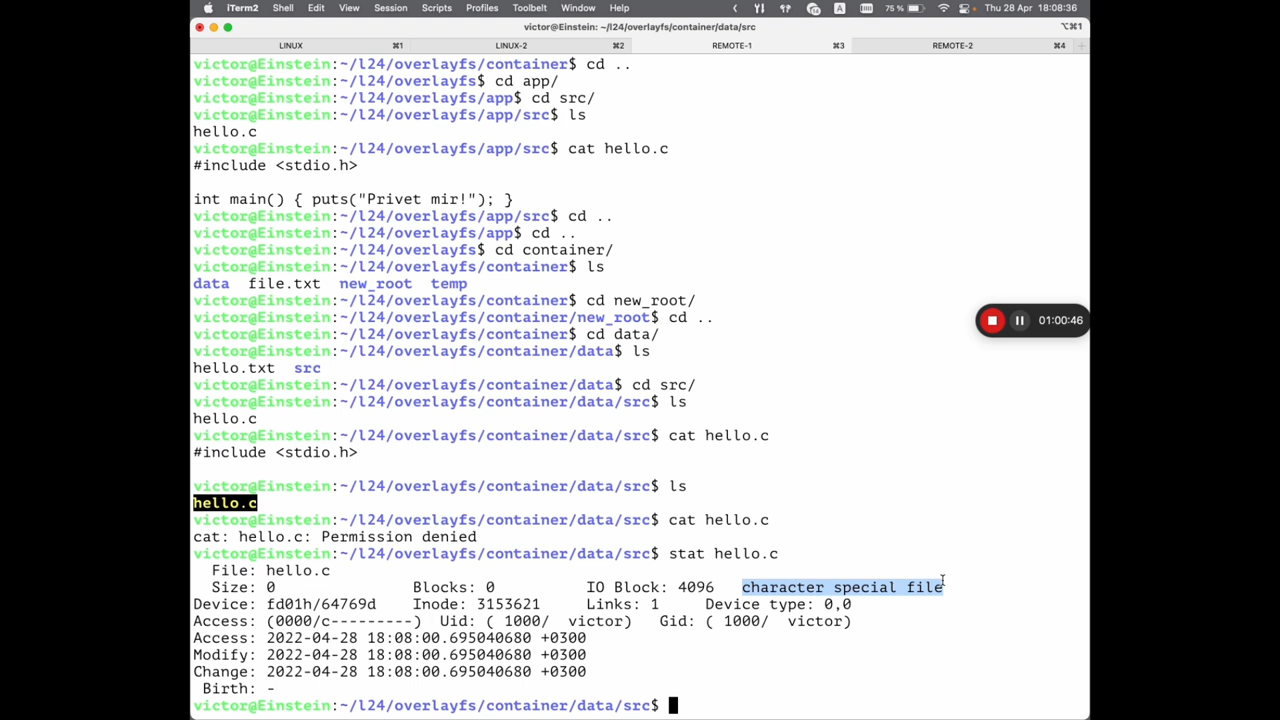 iTerm2 Shell Edit View Session Scripts Profiles Toolbelt Window Help 75 % A Thu 28 Apr 18:08:36
victor@Einstein: ~/l24/overlayfs/container/data/src ⌥⌘1
LINUX ⌘1 LINUX-2 ⌘2 REMOTE-1 ⌘3 REMOTE-2 ⌘4
victor@Einstein:~/l24/overlayfs/container$ cd ..
victor@Einstein:~/l24/overlayfs$ cd app/
victor@Einstein:~/l24/overlayfs/app$ cd src/
victor@Einstein:~/l24/overlayfs/app/src$ ls
hello.c
victor@Einstein:~/l24/overlayfs/app/src$ cat hello.c
#include <stdio.h>
int main() { puts("Privet mir!"); }
victor@Einstein:~/l24/overlayfs/app/src$ cd ..
victor@Einstein:~/l24/overlayfs/app$ cd ..
victor@Einstein:~/l24/overlayfs$ cd container/
victor@Einstein:~/l24/overlayfs/container$ ls
data file.txt new_root temp
victor@Einstein:~/l24/overlayfs/container$ cd new_root/
victor@Einstein:~/l24/overlayfs/container/new_root$ cd ..
victor@Einstein:~/l24/overlayfs/container$ cd data/
victor@Einstein:~/l24/overlayfs/container/data$ ls
hello.txt src
victor@Einstein:~/l24/overlayfs/container/data$ cd src/
victor@Einstein:~/l24/overlayfs/container/data/src$ ls
hello.c
victor@Einstein:~/l24/overlayfs/container/data/src$ cat hello.c
#include <stdio.h>
victor@Einstein:~/l24/overlayfs/container/data/src$ ls
hello.c
victor@Einstein:~/l24/overlayfs/container/data/src$ cat hello.c
cat: hello.c: Permission denied
victor@Einstein:~/l24/overlayfs/container/data/src$ stat hello.c
File: hello.c
Size: 0 Blocks: 0 IO Block: 4096 character special file
Device: fd01h/64769d Inode: 3153621 Links: 1 Device type: 0,0
Access: (0000/c---------) Uid: ( 1000/ victor) Gid: ( 1000/ victor)
Access: 2022-04-28 18:08:00.695040680 +0300
Modify: 2022-04-28 18:08:00.695040680 +0300
Change: 2022-04-28 18:08:00.695040680 +0300
Birth: -
victor@Einstein:~/l24/overlayfs/container/data/src$
01:00:46